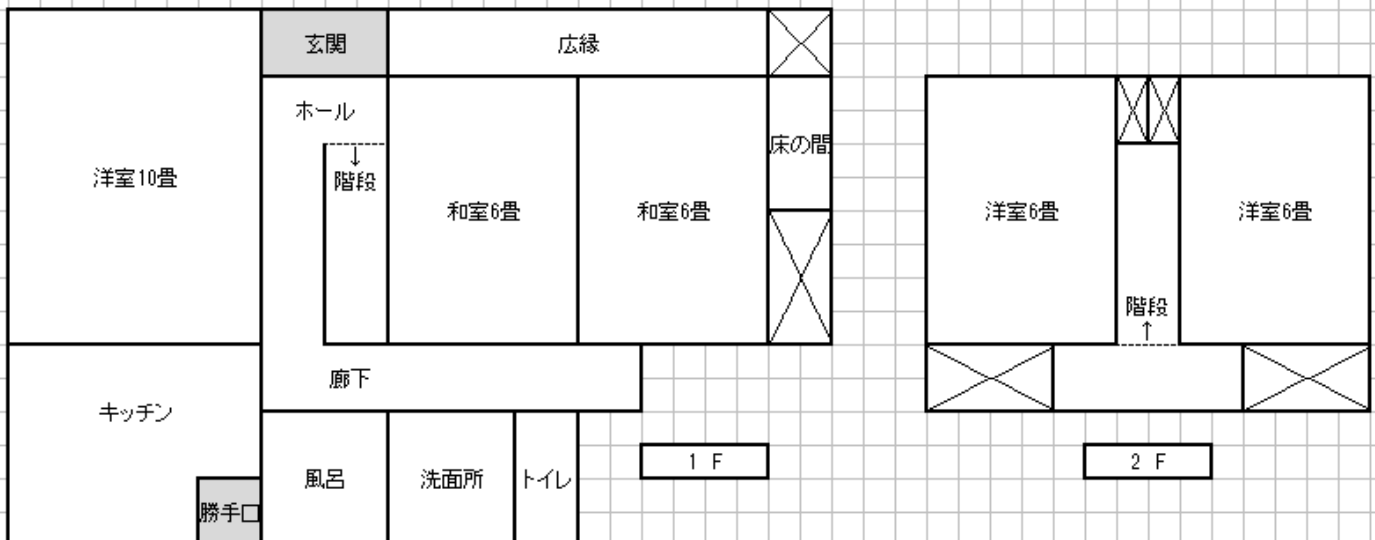 玄関
広縁
ホール
床の間
↓
階段
洋室10畳
和室6畳
和室6畳
洋室6畳
洋室6畳
階段
↑
廊下
キッチン
風呂
洗面所
トイレ
勝手口
1 F
2 F